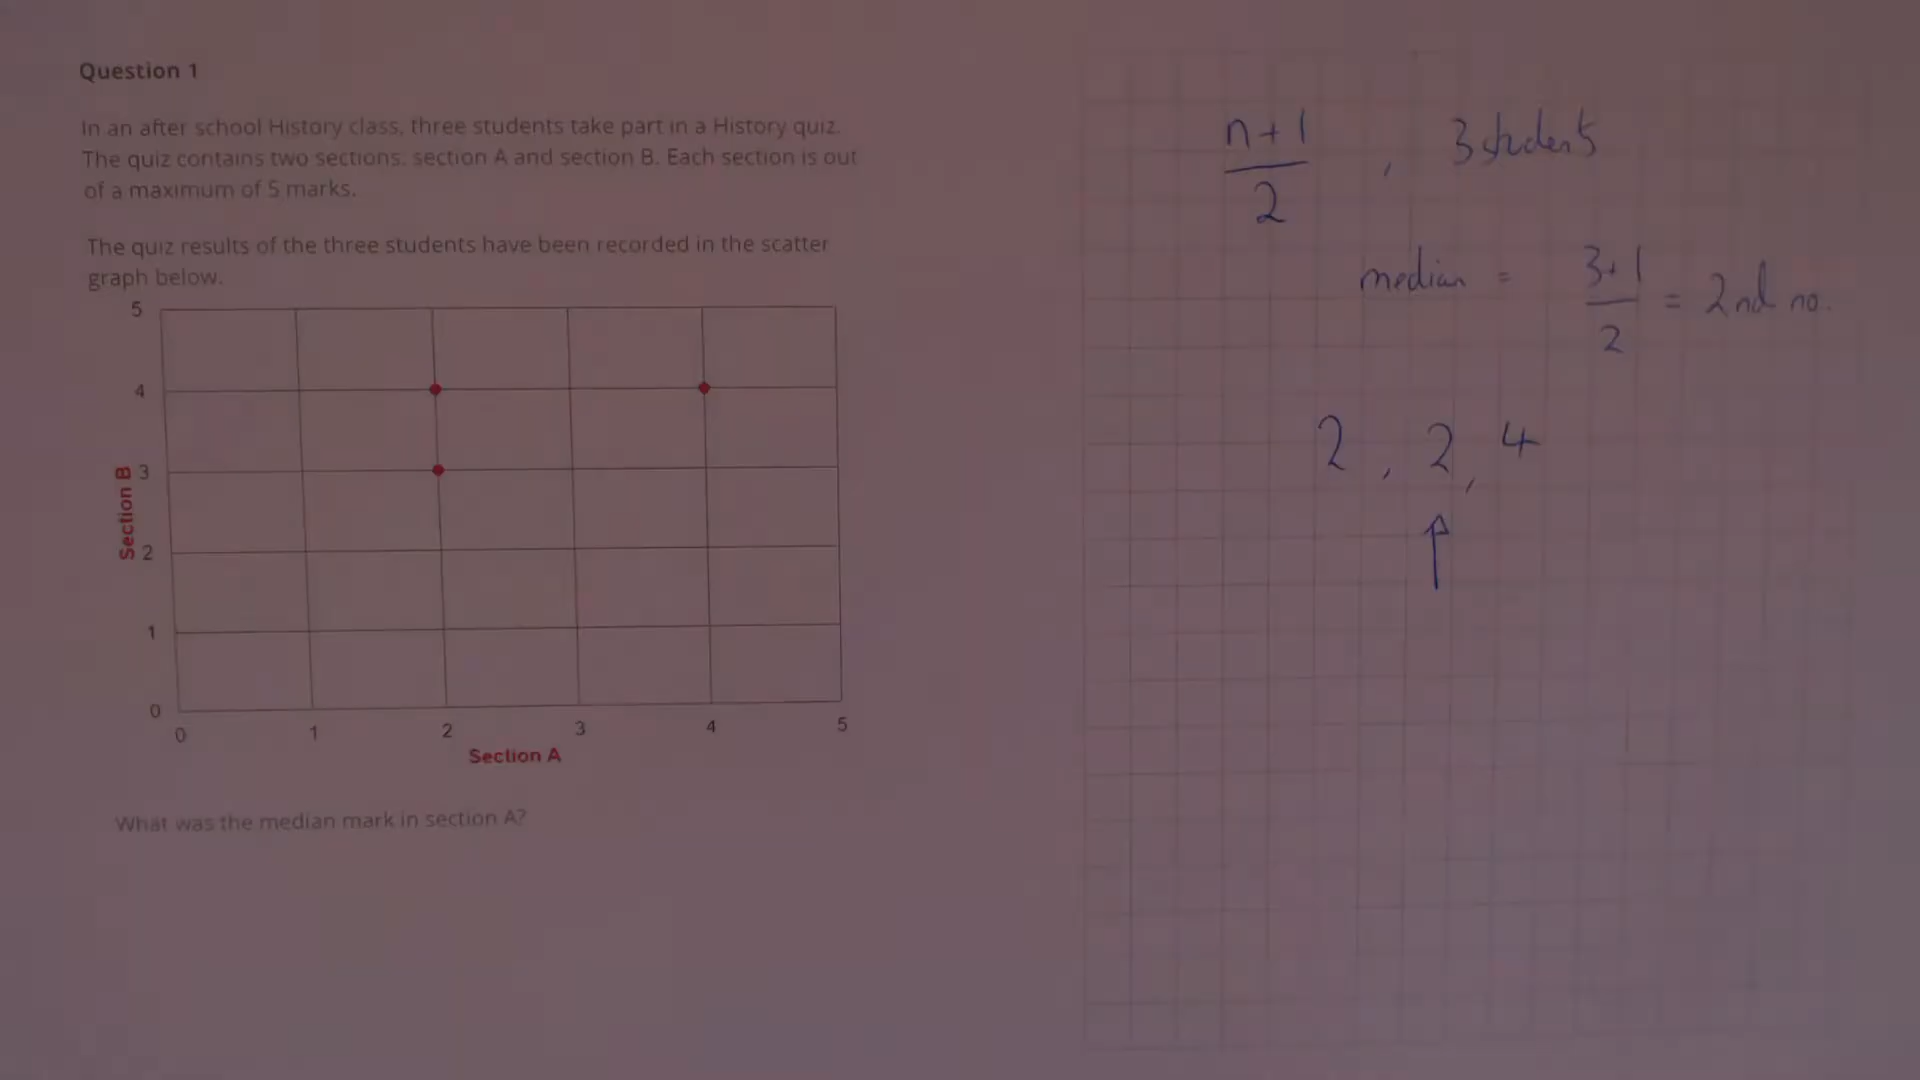 Question 1
In an after school History class, three students take part in a History quiz.
The quiz contains two sections, section A and section B. Each section is out
of a maximum of 5 marks.
The quiz results of the three students have been recorded in the scatter
graph below.
5
4
3
2
1
0
Section B
0 1 2 3 4 5
Section A
What was the median mark in section A?
n+1
2
, 3 students
median = 3+1
2
= 2nd no.
2, 2, 4